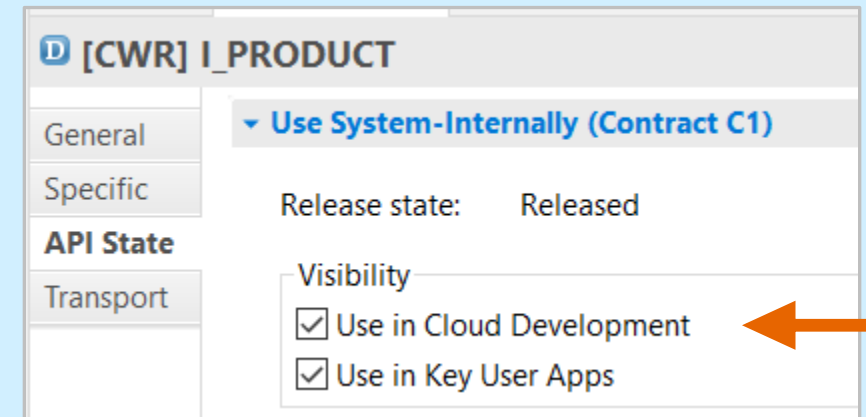 D [CWR] I_PRODUCT
General
Specific
API State
Transport
Use System-Internally (Contract C1)
Release state: Released
Visibility
Use in Cloud Development
Use in Key User Apps